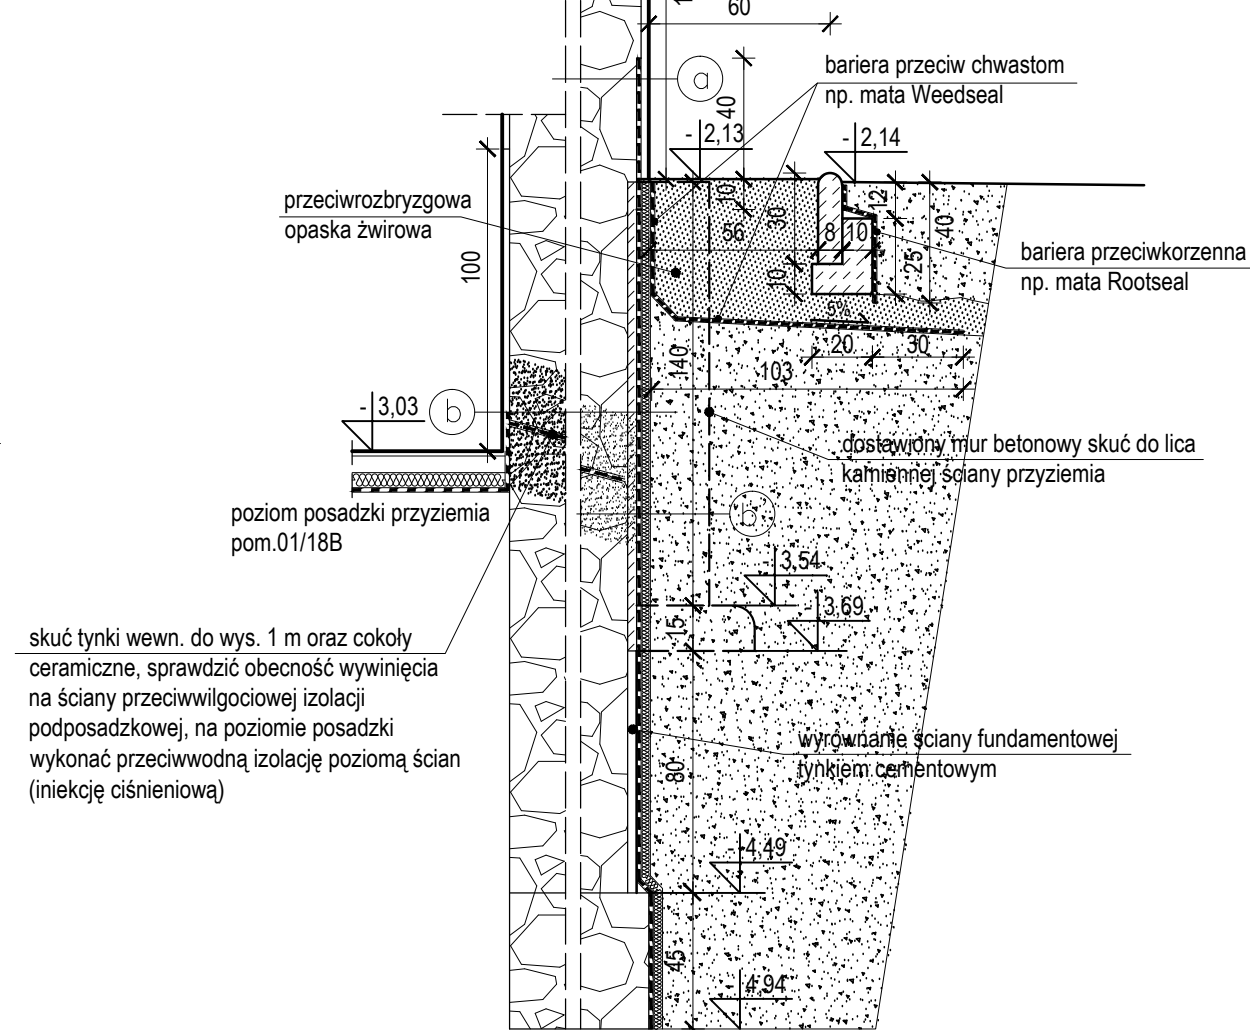 60
a
bariera przeciw chwastom
np. mata Weedseal
40
- 2,13
- 2,14
przeciwrozbryzgowa
opaska żwirowa
10
30
12
40
56
8
10
25
bariera przeciwkorzenna
np. mata Rootseal
100
10
5%
20
30
140
103
- 3,03
b
dostawiony mur betonowy skuć do lica
kamiennej ściany przyziemia
poziom posadzki przyziemia
pom.01/18B
b
- 3,54
- 3,69
15
skuć tynki wewn. do wys. 1 m oraz cokoły
ceramiczne, sprawdzić obecność wywinięcia
na ściany przeciwwilgociowej izolacji
podposadzkowej, na poziomie posadzki
wykonać przeciwwodną izolację poziomą ścian
(iniekcję ciśnieniową)
wyrównanie ściany fundamentowej
tynkiem cementowym
80
- 4,49
45
- 4,94